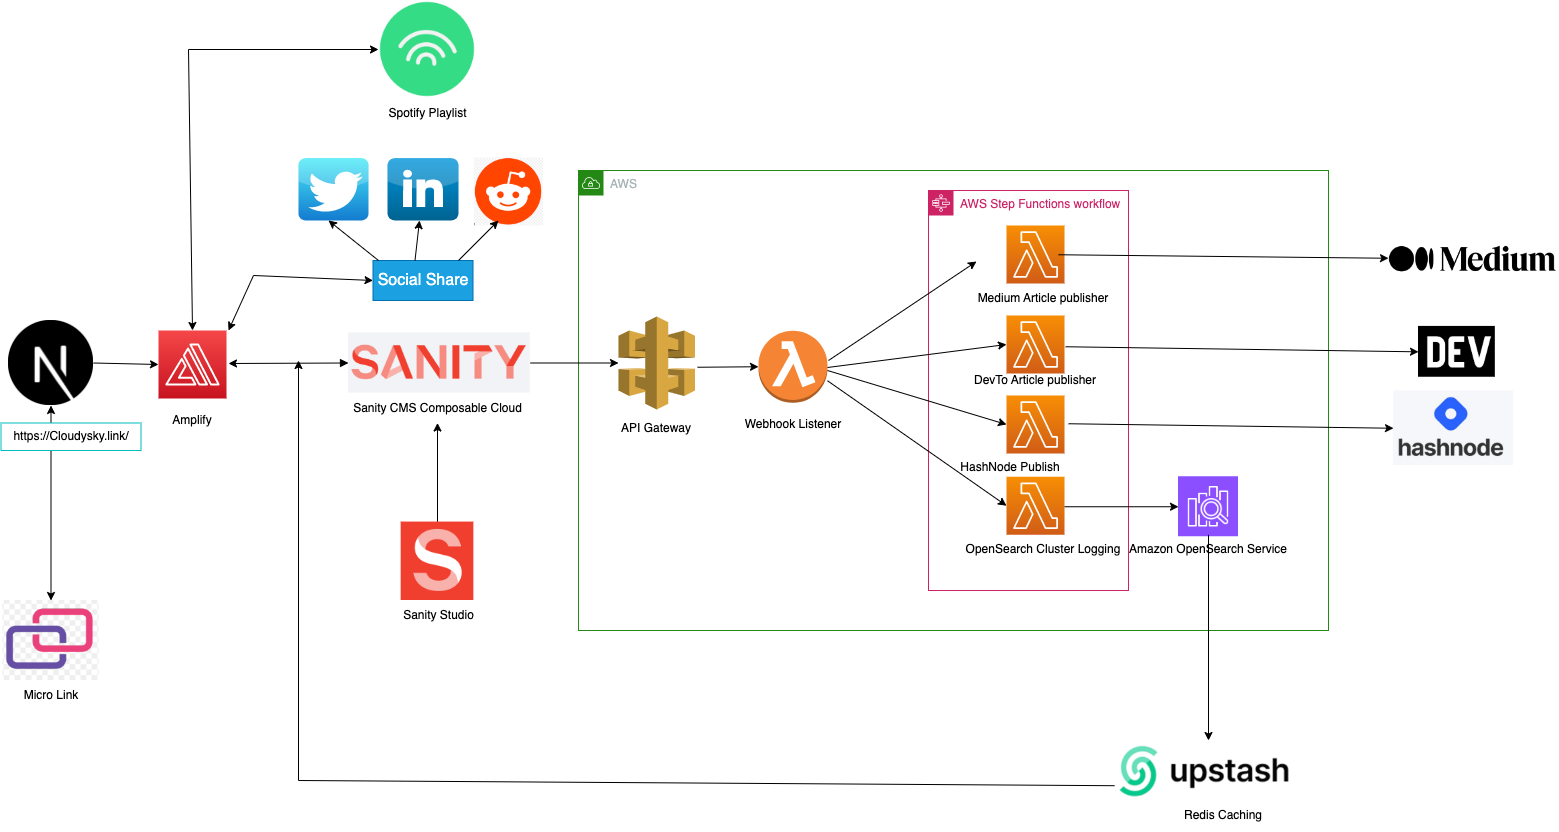 Spotify Playlist
in
AWS
AWS Step Functions workflow
Social Share
Medium
Medium Article publisher
N
SANITY
DEV
Amplify
Sanity CMS Composable Cloud
API Gateway
Webhook Listener
DevTo Article publisher
https://Cloudysky.link/
hashnode
HashNode Publish
S
OpenSearch Cluster Logging
Amazon OpenSearch Service
Sanity Studio
Micro Link
upstash
Redis Caching